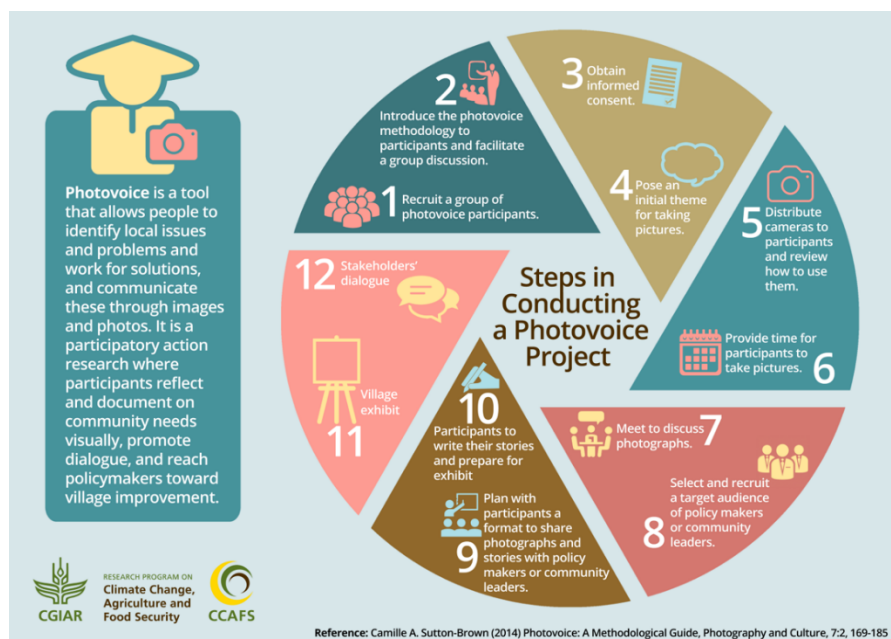 Photovoice is a tool
that allows people to
identify local issues
and problems and
work for solutions,
and communicate
these through images
and photos. It is a
participatory action
research where
participants reflect
and document on
community needs
visually, promote
dialogue, and reach
policymakers toward
village improvement.
Steps in
Conducting
a Photovoice
Project
1 Recruit a group of
photovoice participants.
2
Introduce the photovoice
methodology to
participants and facilitate
a group discussion.
3 Obtain
informed
consent.
4 Pose an
initial theme
for taking
pictures.
5 Distribute
cameras to
participants
and review
how to use
them.
Provide time for
participants to
take pictures. 6
Meet to discuss
photographs. 7
Select and recruit
a target audience
of policy makers
or community
leaders.
8
Plan with
participants a
format to share
photographs and
stories with policy
makers or community
leaders.
9
10
Participants to
write their stories
and prepare for
exhibit
Village
exhibit
11
12 Stakeholders'
dialogue
CGIAR
RESEARCH PROGRAM ON
Climate Change,
Agriculture and
Food Security
CCAFS
Reference: Camille A. Sutton-Brown (2014) Photovoice: A Methodological Guide, Photography and Culture, 7:2, 169-185